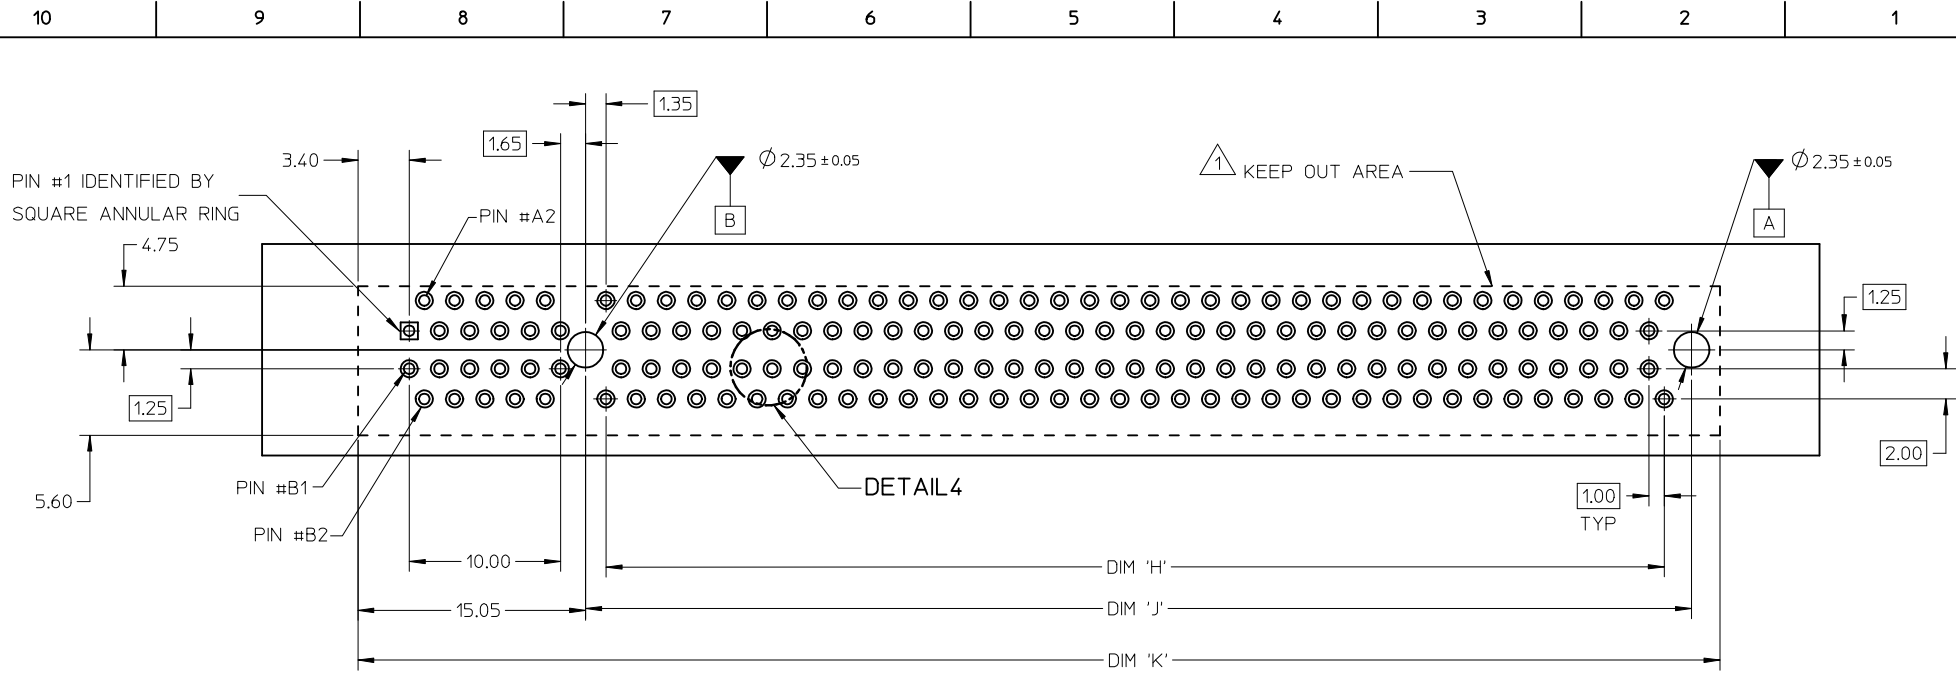 10 9 8 7 6 5 4 3 2 1
1.35
1.65
3.40
Ø2.35±0.05
B
1 KEEP OUT AREA
Ø2.35±0.05
A
PIN #1 IDENTIFIED BY
SQUARE ANNULAR RING
PIN #A2
4.75
1.25
1.25
2.00
5.60
PIN #B1
PIN #B2
DETAIL4
1.00
TYP
10.00
DIM 'H'
15.05
DIM 'J'
DIM 'K'